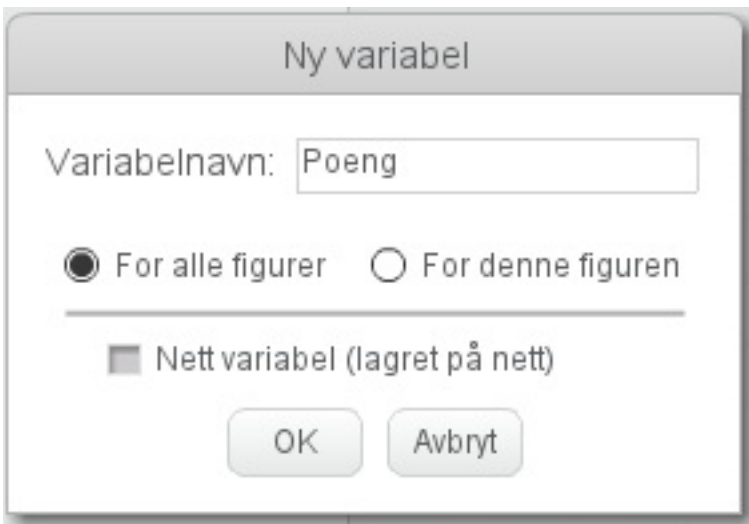 Ny variabel
Variabelnavn: Poeng
For alle figurer For denne figuren
Nett variabel (lagret på nett)
OK Avbryt